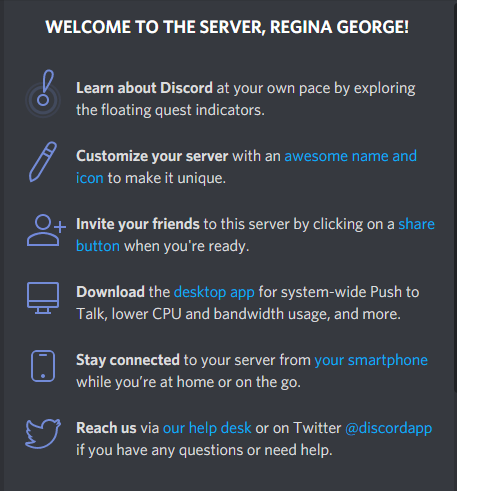 WELCOME TO THE SERVER, REGINA GEORGE!
Learn about Discord at your own pace by exploring
the floating quest indicators.
Customize your server with an awesome name and
icon to make it unique.
Invite your friends to this server by clicking on a share
button when you're ready.
Download the desktop app for system-wide Push to
Talk, lower CPU and bandwidth usage, and more.
Stay connected to your server from your smartphone
while you're at home or on the go.
Reach us via our help desk or on Twitter @discordapp
if you have any questions or need help.